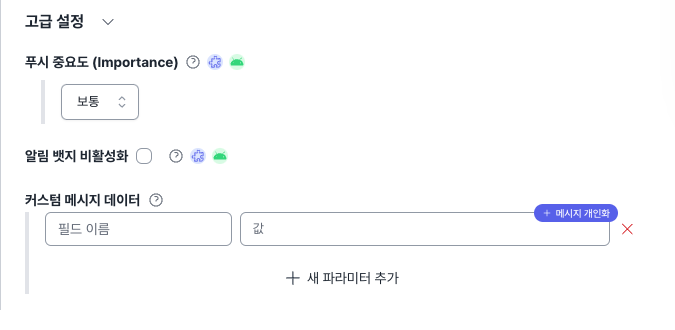 고급 설정
푸시 중요도 (Importance)
보통
알림 뱃지 비활성화
커스텀 메시지 데이터
+ 메시지 개인화
필드 이름
값
+ 새 파라미터 추가